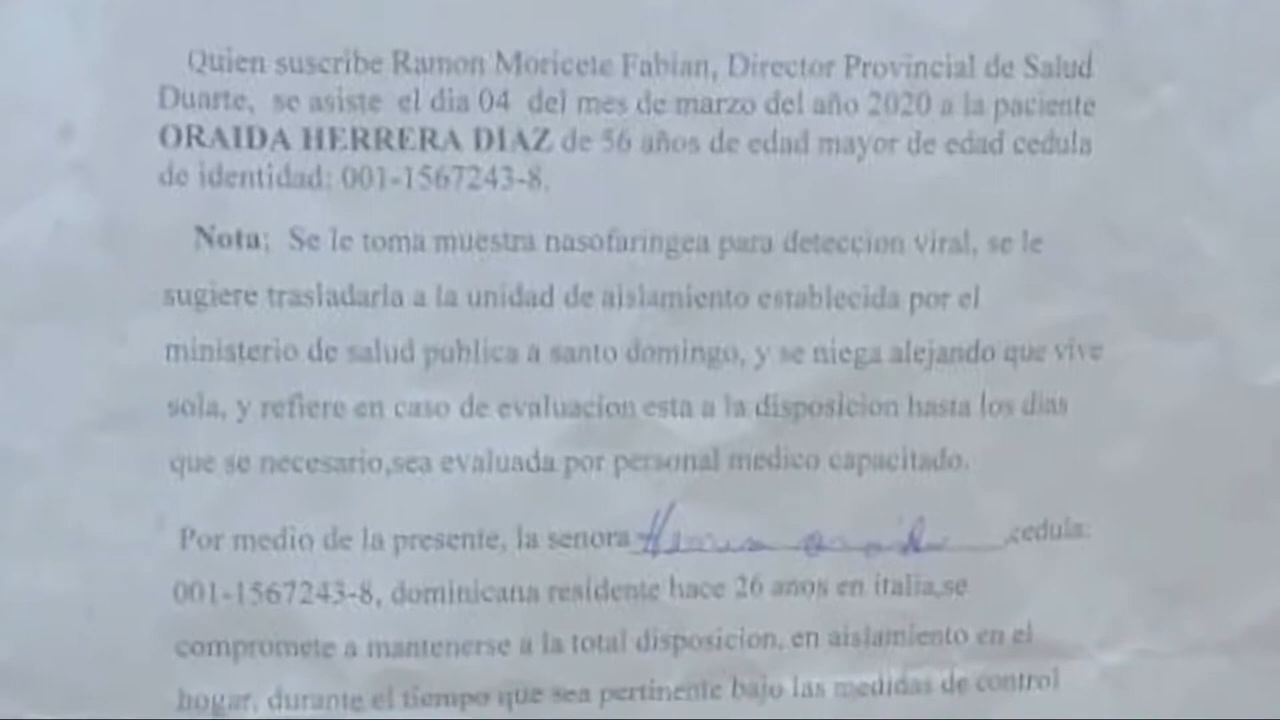 Quien suscribe Ramon Moricete Fabian, Director Provincial de Salud
Duarte, se asiste el dia 04 del mes de marzo del año 2020 a la paciente
ORAIDA HERRERA DIAZ de 56 años de edad mayor de edad cedula
de identidad: 001-1567243-8.
Nota: Se le toma muestra nasofaringea para deteccion viral, se le
sugiere trasladarla a la unidad de aislamiento establecida por el
ministerio de salud publica a santo domingo, y se niega alejando que vive
sola, y refiere en caso de evaluacion esta a la disposicion hasta los dias
que se necesario,sea evaluada por personal medico capacitado.
Por medio de la presente, la senora cedula:
001-1567243-8, dominicana residente hace 26 anos en italia,se
compromete a mantenerse a la total disposicion, en aislamiento en el
hogar, durante el tiempo que sea pertinente bajo las medidas de control